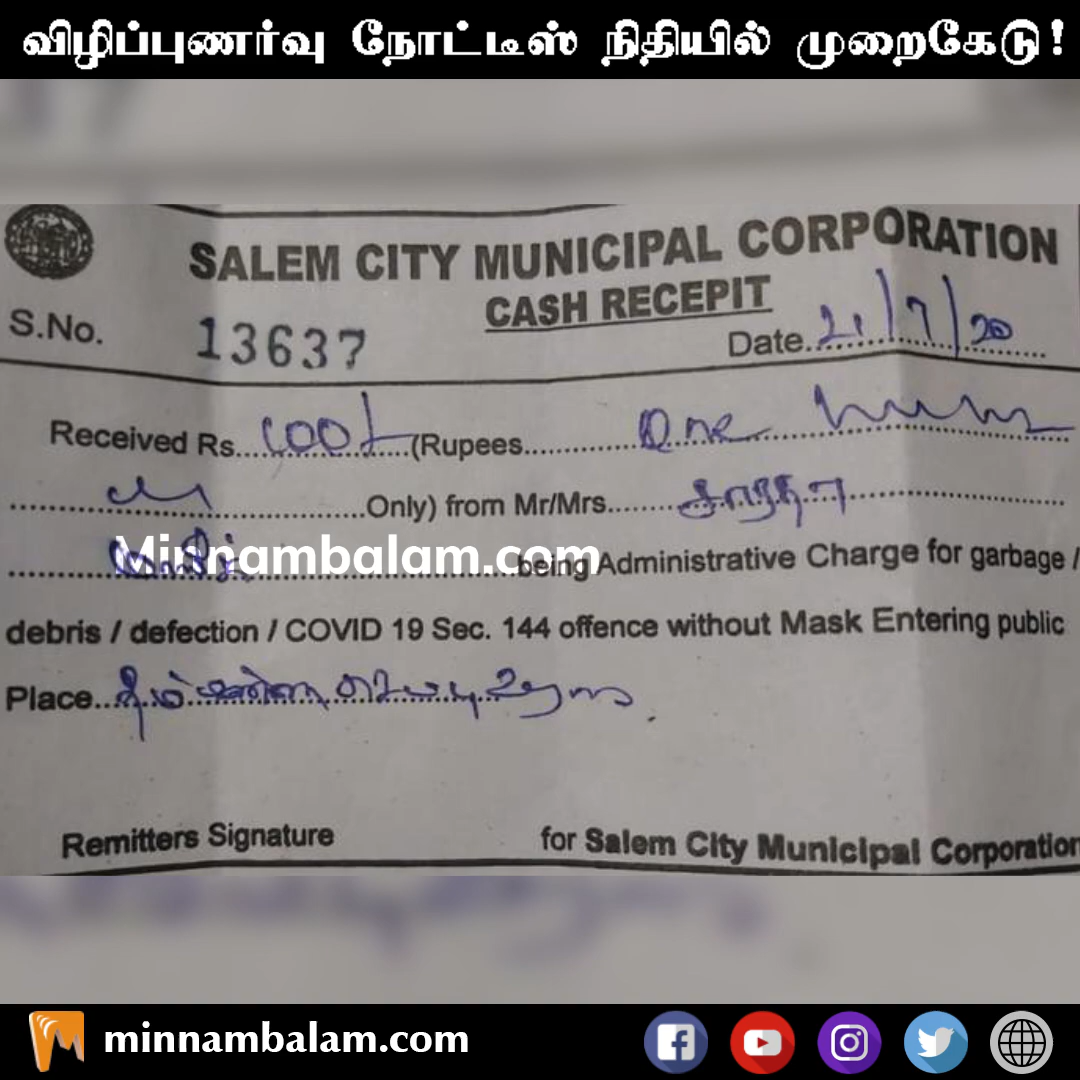 விழிப்புணர்வு நோட்டீஸ் நிதியில் முறைகேடு!
SALEM CITY MUNICIPAL CORPORATION
CASH RECEPIT
S.No. 13637
Date 21/7/20
Received Rs. 100/- (Rupees One
Only) from Mr/Mrs. சாரதா
Minnambalam.com
being Administrative Charge for garbage /
debris / defection / COVID 19 Sec. 144 offence without Mask Entering public
Place
Remitters Signature for Salem City Municipal Corporation
minnambalam.com